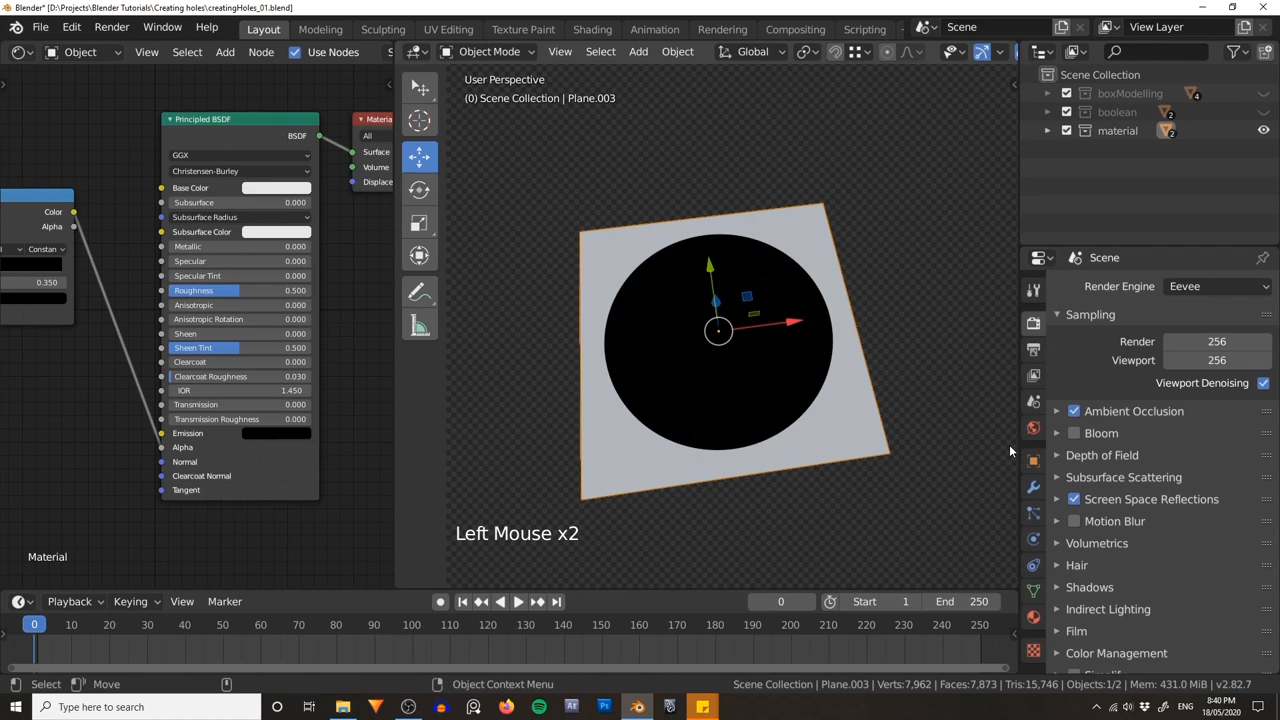 Blender* [D:\Projects\Blender Tutorials\Creating holes\creatingHoles_01.blend]
File Edit Render Window Help Layout Modeling Sculpting UV Editing Texture Paint Shading Animation Rendering Compositing Scripting Scene View Layer
Object View Select Add Node Use Nodes Object Mode View Select Add Object Global
User Perspective
(0) Scene Collection | Plane.003
Scene Collection
boxModelling 4
boolean 2
material 2
Color
Alpha
Constan
0.350
Principled BSDF
BSDF
GGX
Christensen-Burley
Base Color
Subsurface 0.000
Subsurface Radius
Subsurface Color
Metallic 0.000
Specular 0.000
Specular Tint 0.000
Roughness 0.500
Anisotropic 0.000
Anisotropic Rotation 0.000
Sheen 0.000
Sheen Tint 0.500
Clearcoat 0.000
Clearcoat Roughness 0.030
IOR 1.450
Transmission 0.000
Transmission Roughness 0.000
Emission
Alpha
Normal
Clearcoat Normal
Tangent
Materia
All
Surface
Volume
Displac
Material
Left Mouse x2
Scene
Render Engine Eevee
Sampling
Render 256
Viewport 256
Viewport Denoising
Ambient Occlusion
Bloom
Depth of Field
Subsurface Scattering
Screen Space Reflections
Motion Blur
Volumetrics
Hair
Shadows
Indirect Lighting
Film
Color Management
Playback Keying View Marker 0 Start 1 End 250
0 10 20 30 40 50 60 70 80 90 100 110 120 130 140 150 160 170 180 190 200 210 220 230 240 250
Select Move Object Context Menu Scene Collection | Plane.003 | Verts:7,962 | Faces:7,873 | Tris:15,746 | Objects:1/2 | Mem: 431.0 MiB | v2.82.7
Type here to search
ENG
8:40 PM
18/05/2020